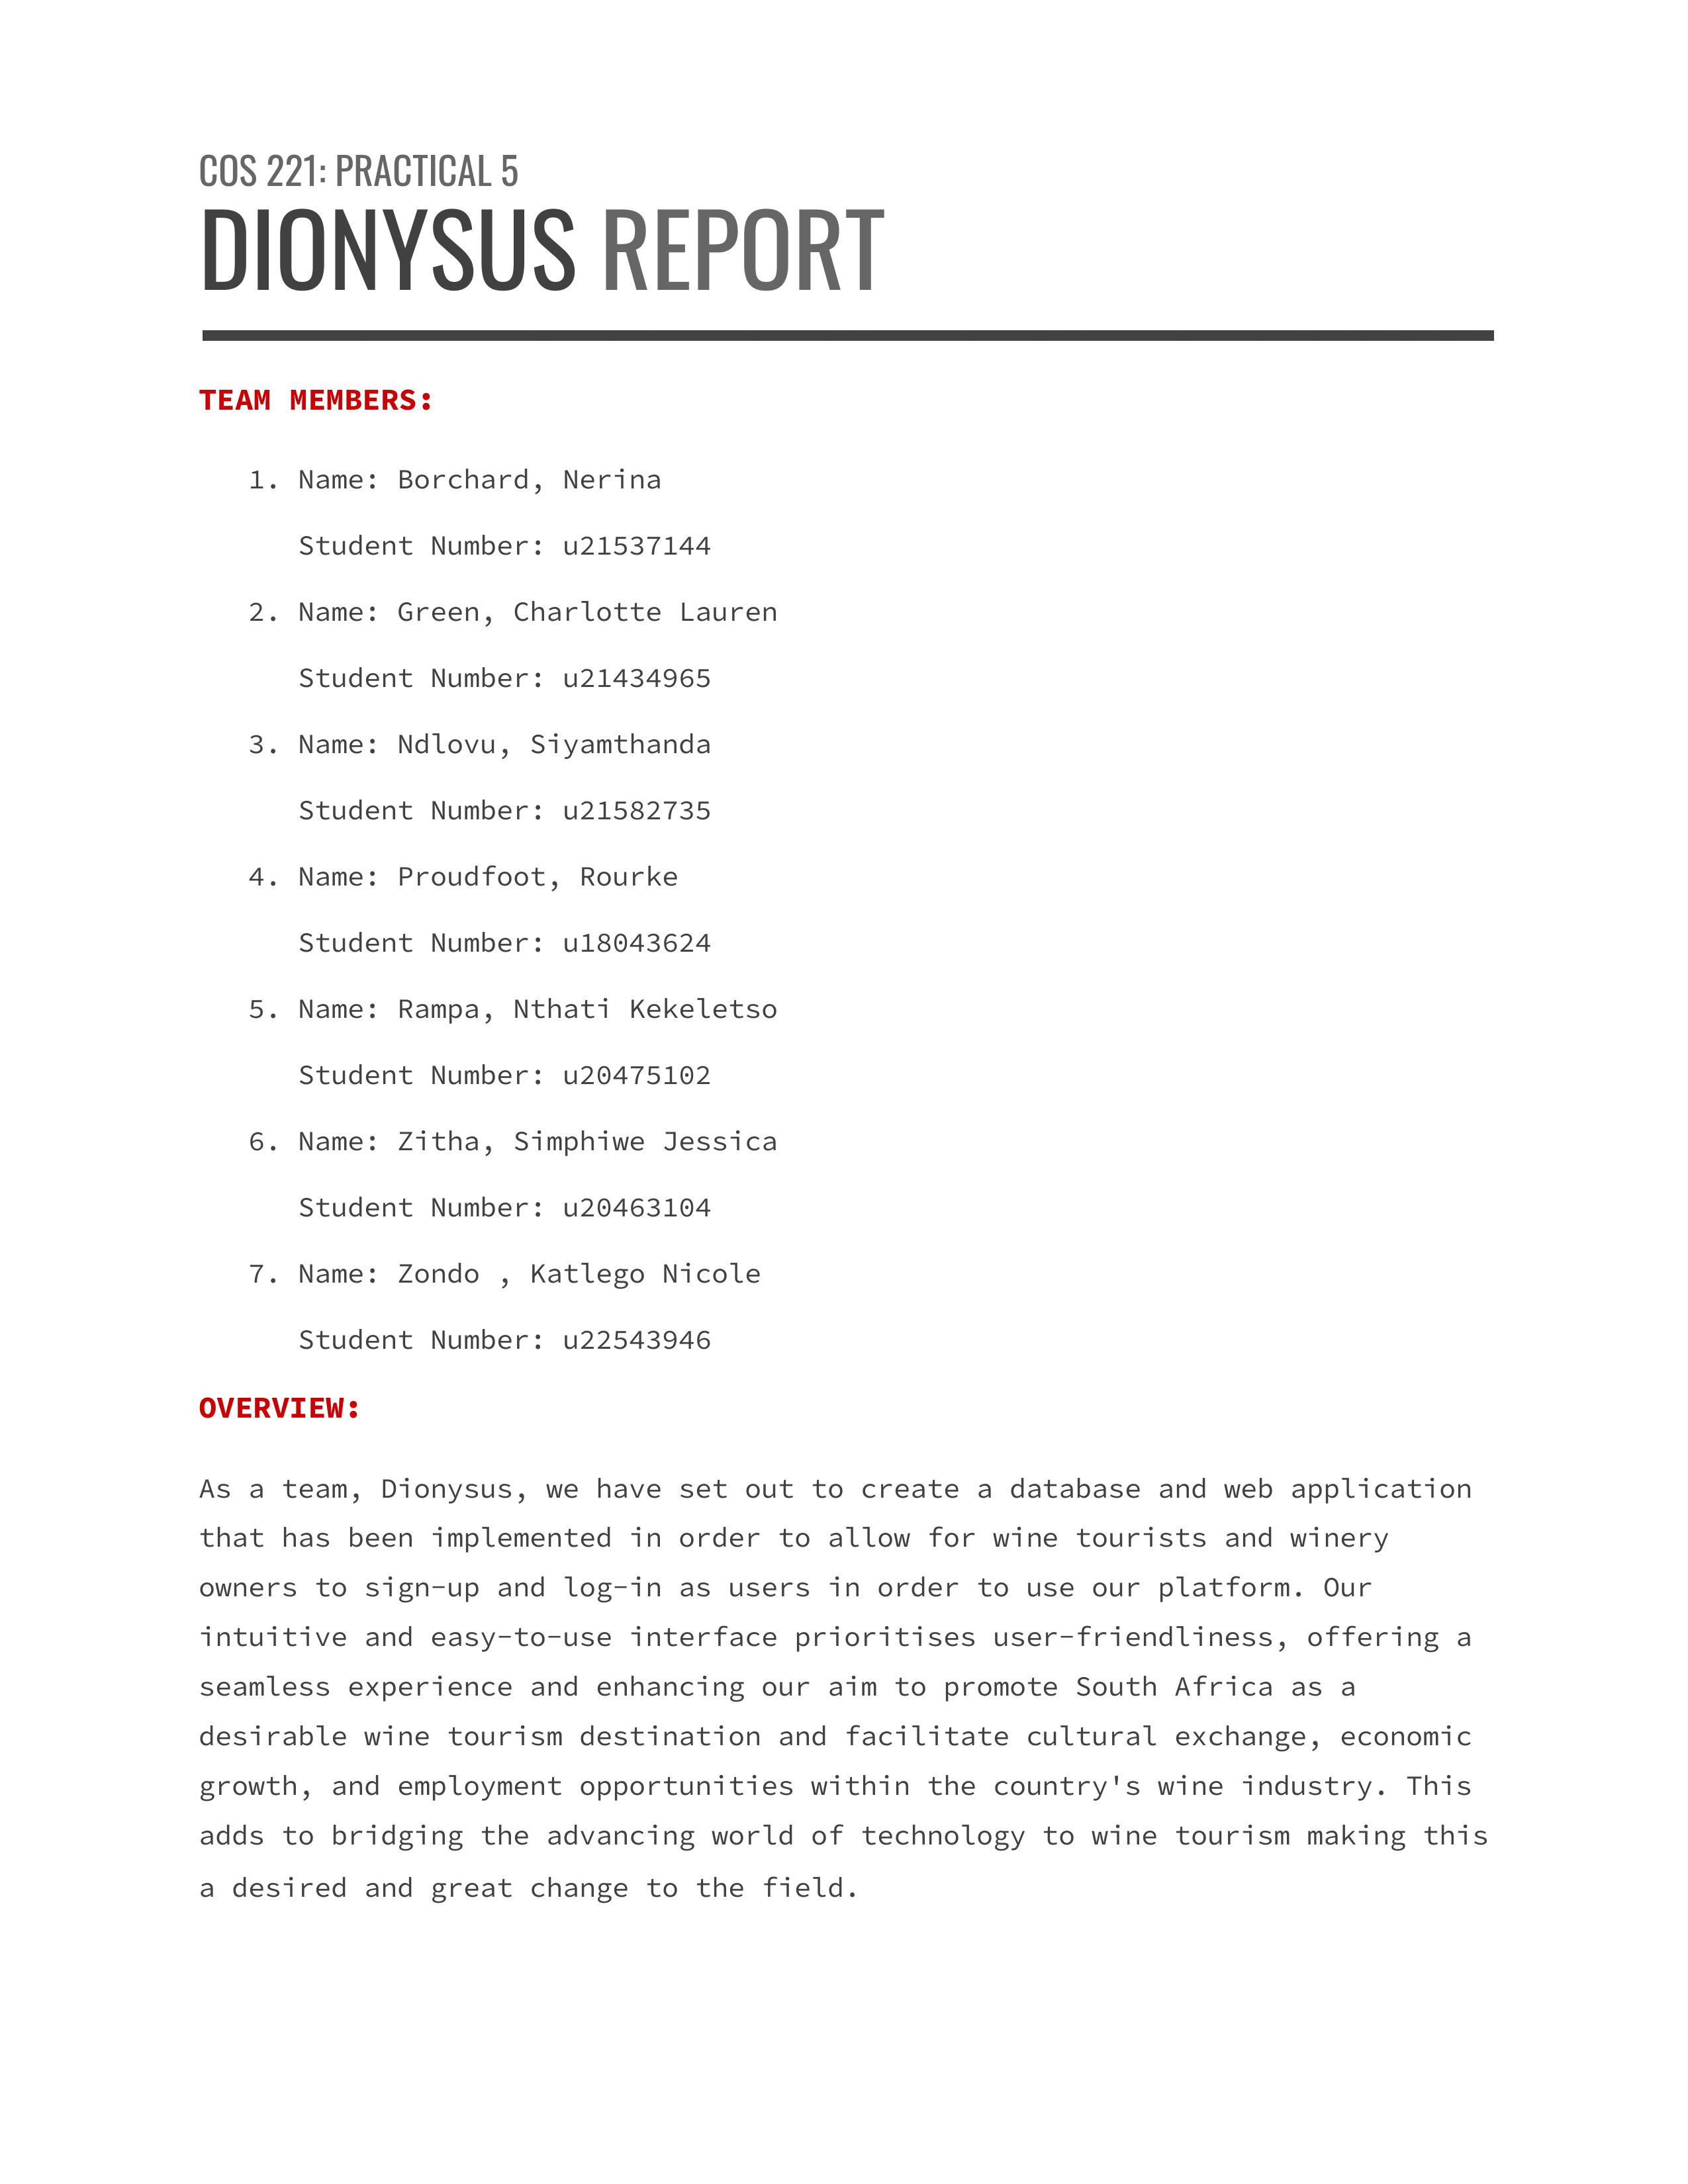 COS 221: PRACTICAL 5
DIONYSUS REPORT
TEAM MEMBERS:
1. Name: Borchard, Nerina
Student Number: u21537144
2. Name: Green, Charlotte Lauren
Student Number: u21434965
3. Name: Ndlovu, Siyamthanda
Student Number: u21582735
4. Name: Proudfoot, Rourke
Student Number: u18043624
5. Name: Rampa, Nthati Kekeletso
Student Number: u20475102
6. Name: Zitha, Simphiwe Jessica
Student Number: u20463104
7. Name: Zondo , Katlego Nicole
Student Number: u22543946
OVERVIEW:
As a team, Dionysus, we have set out to create a database and web application
that has been implemented in order to allow for wine tourists and winery
owners to sign-up and log-in as users in order to use our platform. Our
intuitive and easy-to-use interface prioritises user-friendliness, offering a
seamless experience and enhancing our aim to promote South Africa as a
desirable wine tourism destination and facilitate cultural exchange, economic
growth, and employment opportunities within the country's wine industry. This
adds to bridging the advancing world of technology to wine tourism making this
a desired and great change to the field.